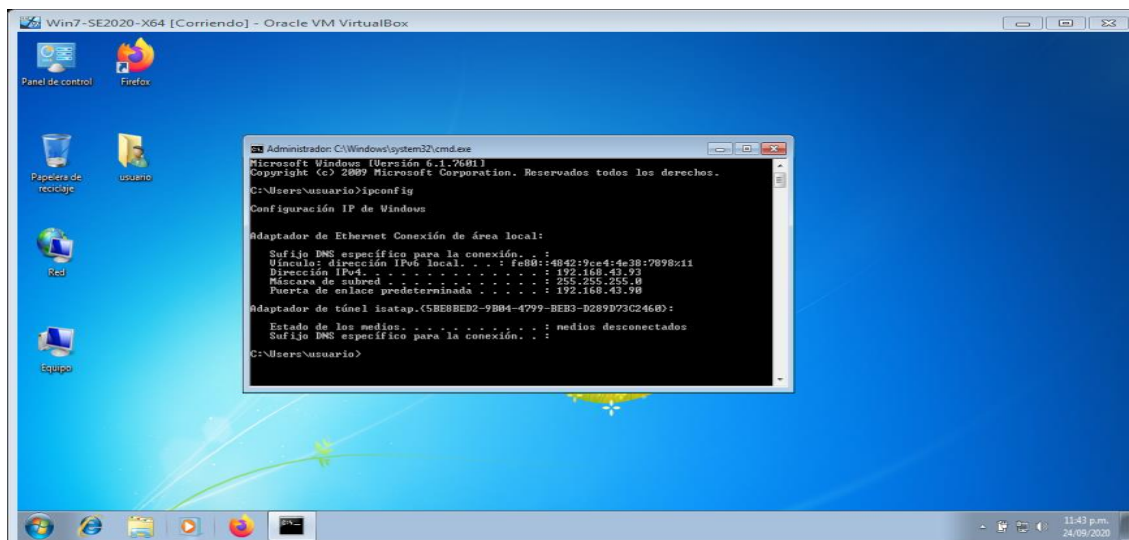 Win7-SE2020-X64 [Corriendo] - Oracle VM VirtualBox
Panel de control
Firefox
Papelera de
reciclaje
usuario
Red
Equipo
Administrador: C:\Windows\system32\cmd.exe
Microsoft Windows [Versión 6.1.7601]
Copyright (c) 2009 Microsoft Corporation. Reservados todos los derechos.
C:\Users\usuario>ipconfig
Configuración IP de Windows
Adaptador de Ethernet Conexión de área local:
Sufijo DNS específico para la conexión. . :
Vínculo: dirección IPv6 local. . . : fe80::4842:9ce4:4e38:7898%11
Dirección IPv4. . . . . . . . . . . . . . : 192.168.43.93
Máscara de subred . . . . . . . . . . . . : 255.255.255.0
Puerta de enlace predeterminada . . . . . : 192.168.43.90
Adaptador de túnel isatap.{5BE8BED2-9B04-4799-BEB3-D289D73C2460}:
Estado de los medios. . . . . . . . . . . : medios desconectados
Sufijo DNS específico para la conexión. . :
C:\Users\usuario>
11:43 p.m.
24/09/2020